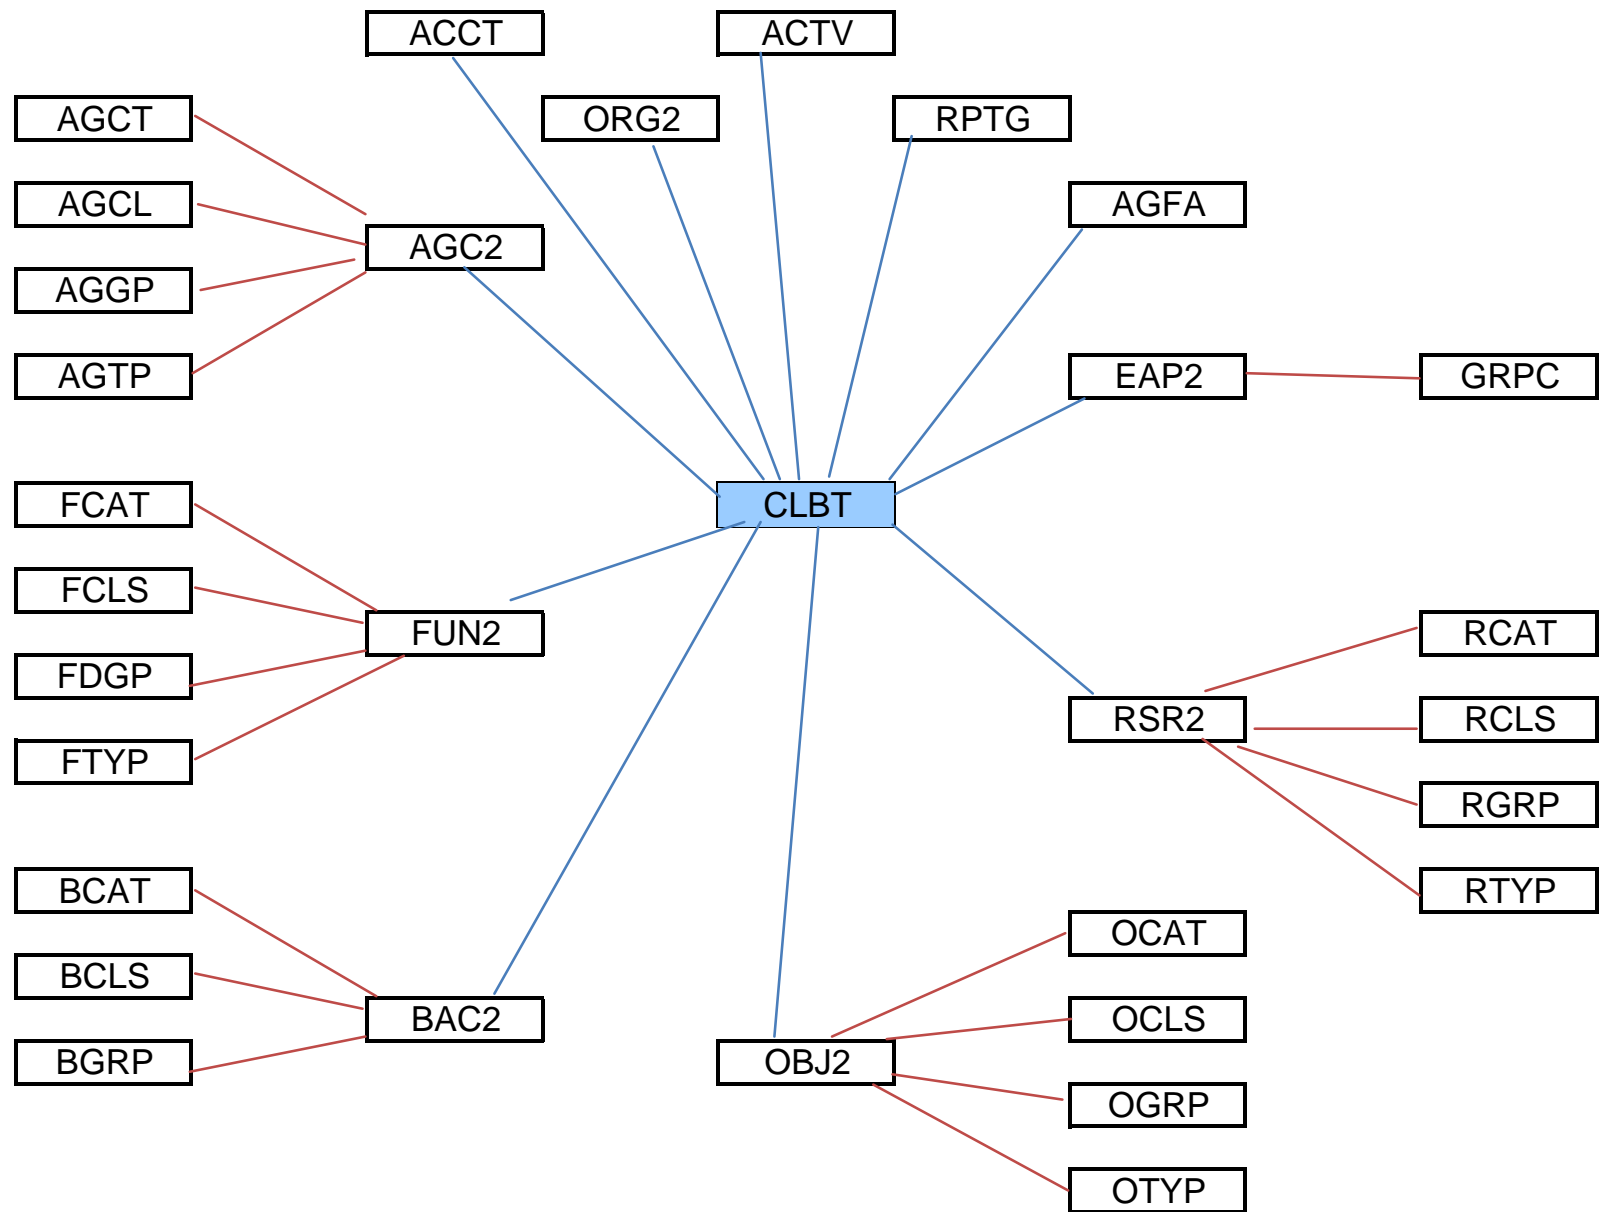 ACCT
ACTV
AGCT
ORG2
RPTG
AGCL
AGFA
AGC2
AGGP
AGTP
EAP2
GRPC
FCAT
CLBT
FCLS
FUN2
RCAT
FDGP
RSR2
RCLS
FTYP
RGRP
BCAT
RTYP
OCAT
BCLS
BAC2
OCLS
BGRP
OBJ2
OGRP
OTYP